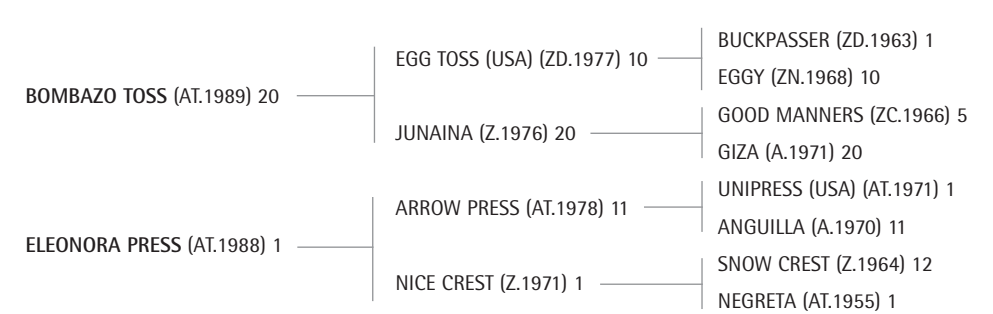 BOMBAZO TOSS (AT.1989) 20
EGG TOSS (USA) (ZD.1977) 10
BUCKPASSER (ZD.1963) 1
EGGY (ZN.1968) 10
JUNAINA (Z.1976) 20
GOOD MANNERS (ZC.1966) 5
GIZA (A.1971) 20
ELEONORA PRESS (AT.1988) 1
ARROW PRESS (AT.1978) 11
UNIPRESS (USA) (AT.1971) 1
ANGUILLA (A.1970) 11
NICE CREST (Z.1971) 1
SNOW CREST (Z.1964) 12
NEGRETA (AT.1955) 1